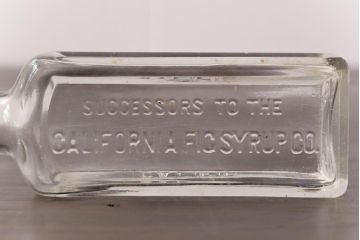 SUCCESSORS TO THE
CALIFORNIA FIG SYRUP CO.